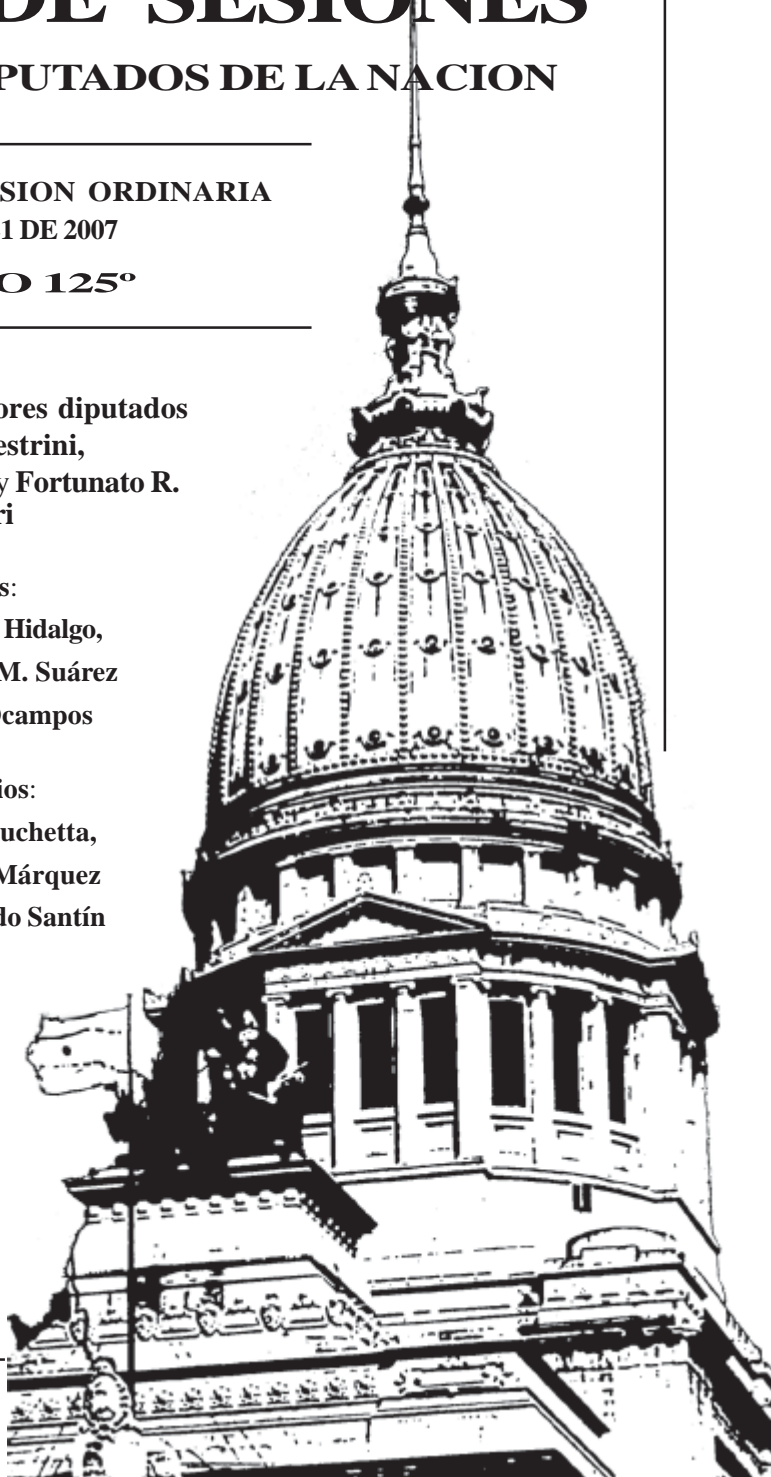 DE SESIONES
PUTADOS DE LA NACION
SION ORDINARIA
1 DE 2007
O 125º
ores diputados
estrini,
y Fortunato R.
ri
s:
Hidalgo,
M. Suárez
campos
ios:
uchetta,
Márquez
do Santín